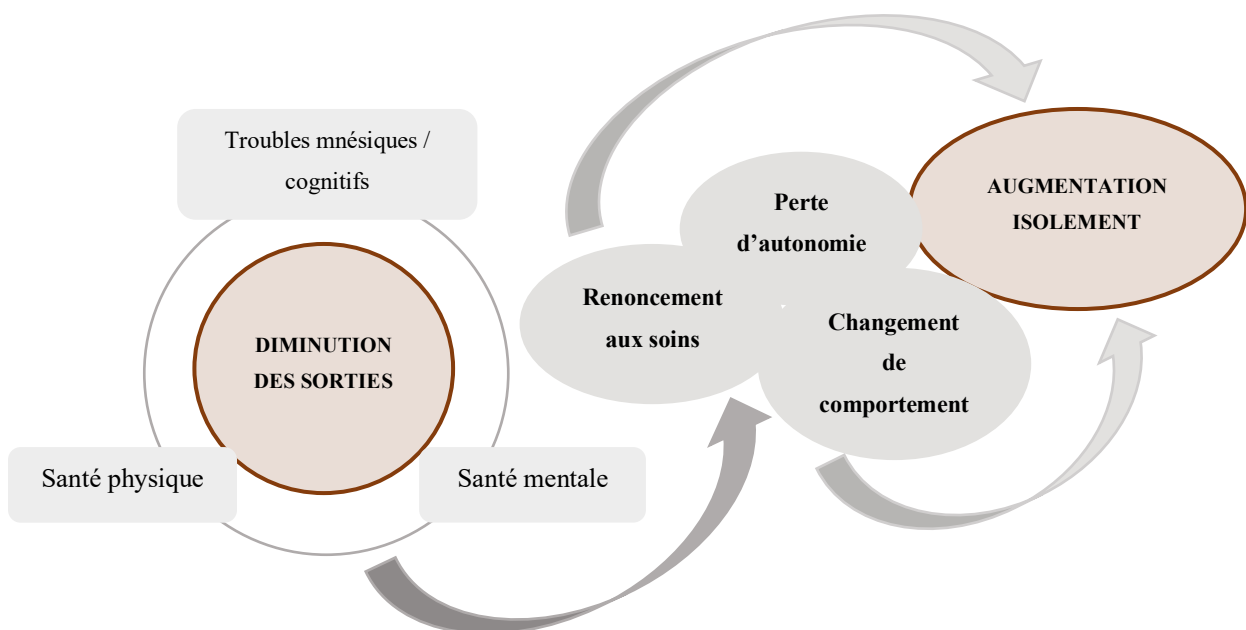 Troubles mnésiques /
cognitifs
DIMINUTION
DES SORTIES
Santé physique
Santé mentale
Renoncement
aux soins
Perte
d’autonomie
Changement
de
comportement
AUGMENTATION
ISOLEMENT